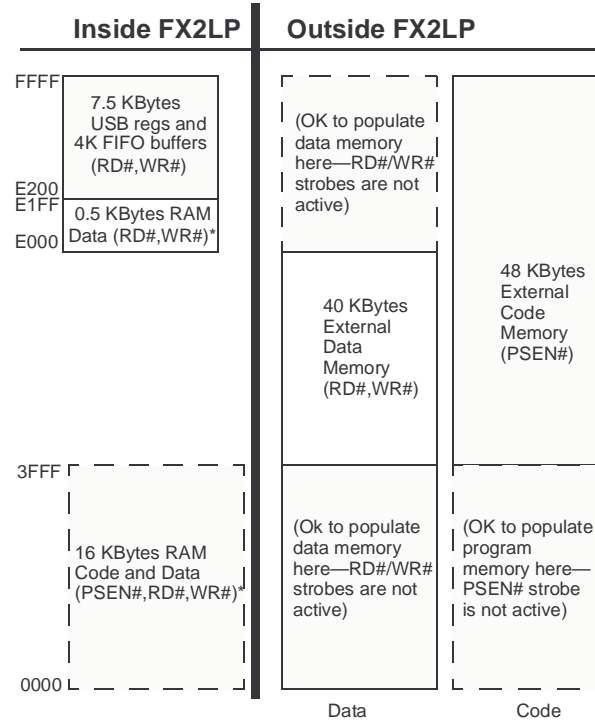 Inside FX2LP
Outside FX2LP
FFFF
7.5 KBytes
USB regs and
4K FIFO buffers
(RD#,WR#)
E200
E1FF
0.5 KBytes RAM
Data (RD#,WR#)*
E000
(OK to populate
data memory
here—RD#/WR#
strobes are not
active)
40 KBytes
External
Data
Memory
(RD#,WR#)
48 KBytes
External
Code
Memory
(PSEN#)
3FFF
16 KBytes RAM
Code and Data
(PSEN#,RD#,WR#)*
0000
(Ok to populate
data memory
here—RD#/WR#
strobes are not
active)
(OK to populate
program
memory here—
PSEN# strobe
is not active)
Data
Code